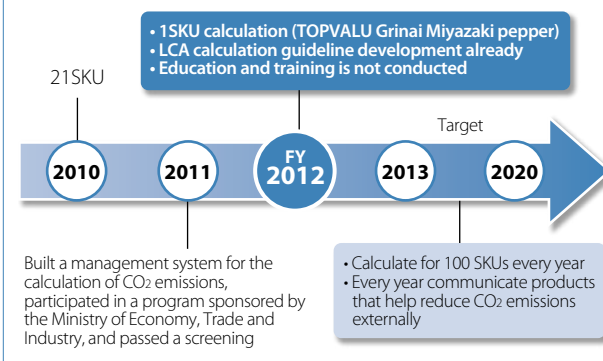 • 1SKU calculation (TOPVALU Grinai Miyazaki pepper)
• LCA calculation guideline development already
• Education and training is not conducted
21SKU
Target
2010
2011
FY
2012
2013
2020
Built a management system for the
calculation of CO₂ emissions,
participated in a program sponsored by
the Ministry of Economy, Trade and
Industry, and passed a screening
• Calculate for 100 SKUs every year
• Every year communicate products
that help reduce CO₂ emissions
externally